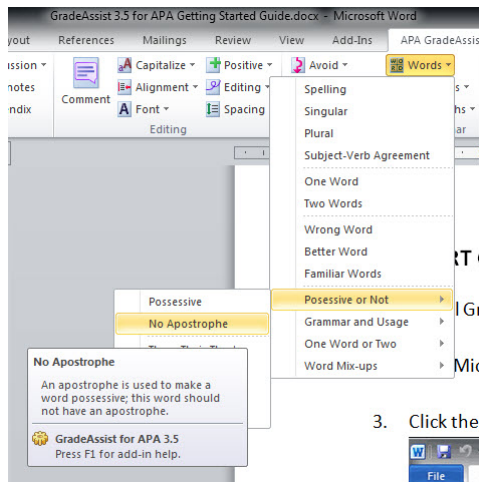 GradeAssist 3.5 for APA Getting Started Guide.docx - Microsoft Word
yout References Mailings Review View Add-Ins APA GradeAssis
ssion Capitalize Positive Avoid Words
notes Alignment Editing
ndix Comment Font Spacing
Editing
Spelling
Singular
Plural
Subject-Verb Agreement
One Word
Two Words
Wrong Word
Better Word
Familiar Words
Posessive or Not
Grammar and Usage
One Word or Two
Word Mix-ups
Possessive
No Apostrophe
No Apostrophe
An apostrophe is used to make a
word possessive; this word should
not have an apostrophe.
GradeAssist for APA 3.5
Press F1 for add-in help.
3. Click the
File